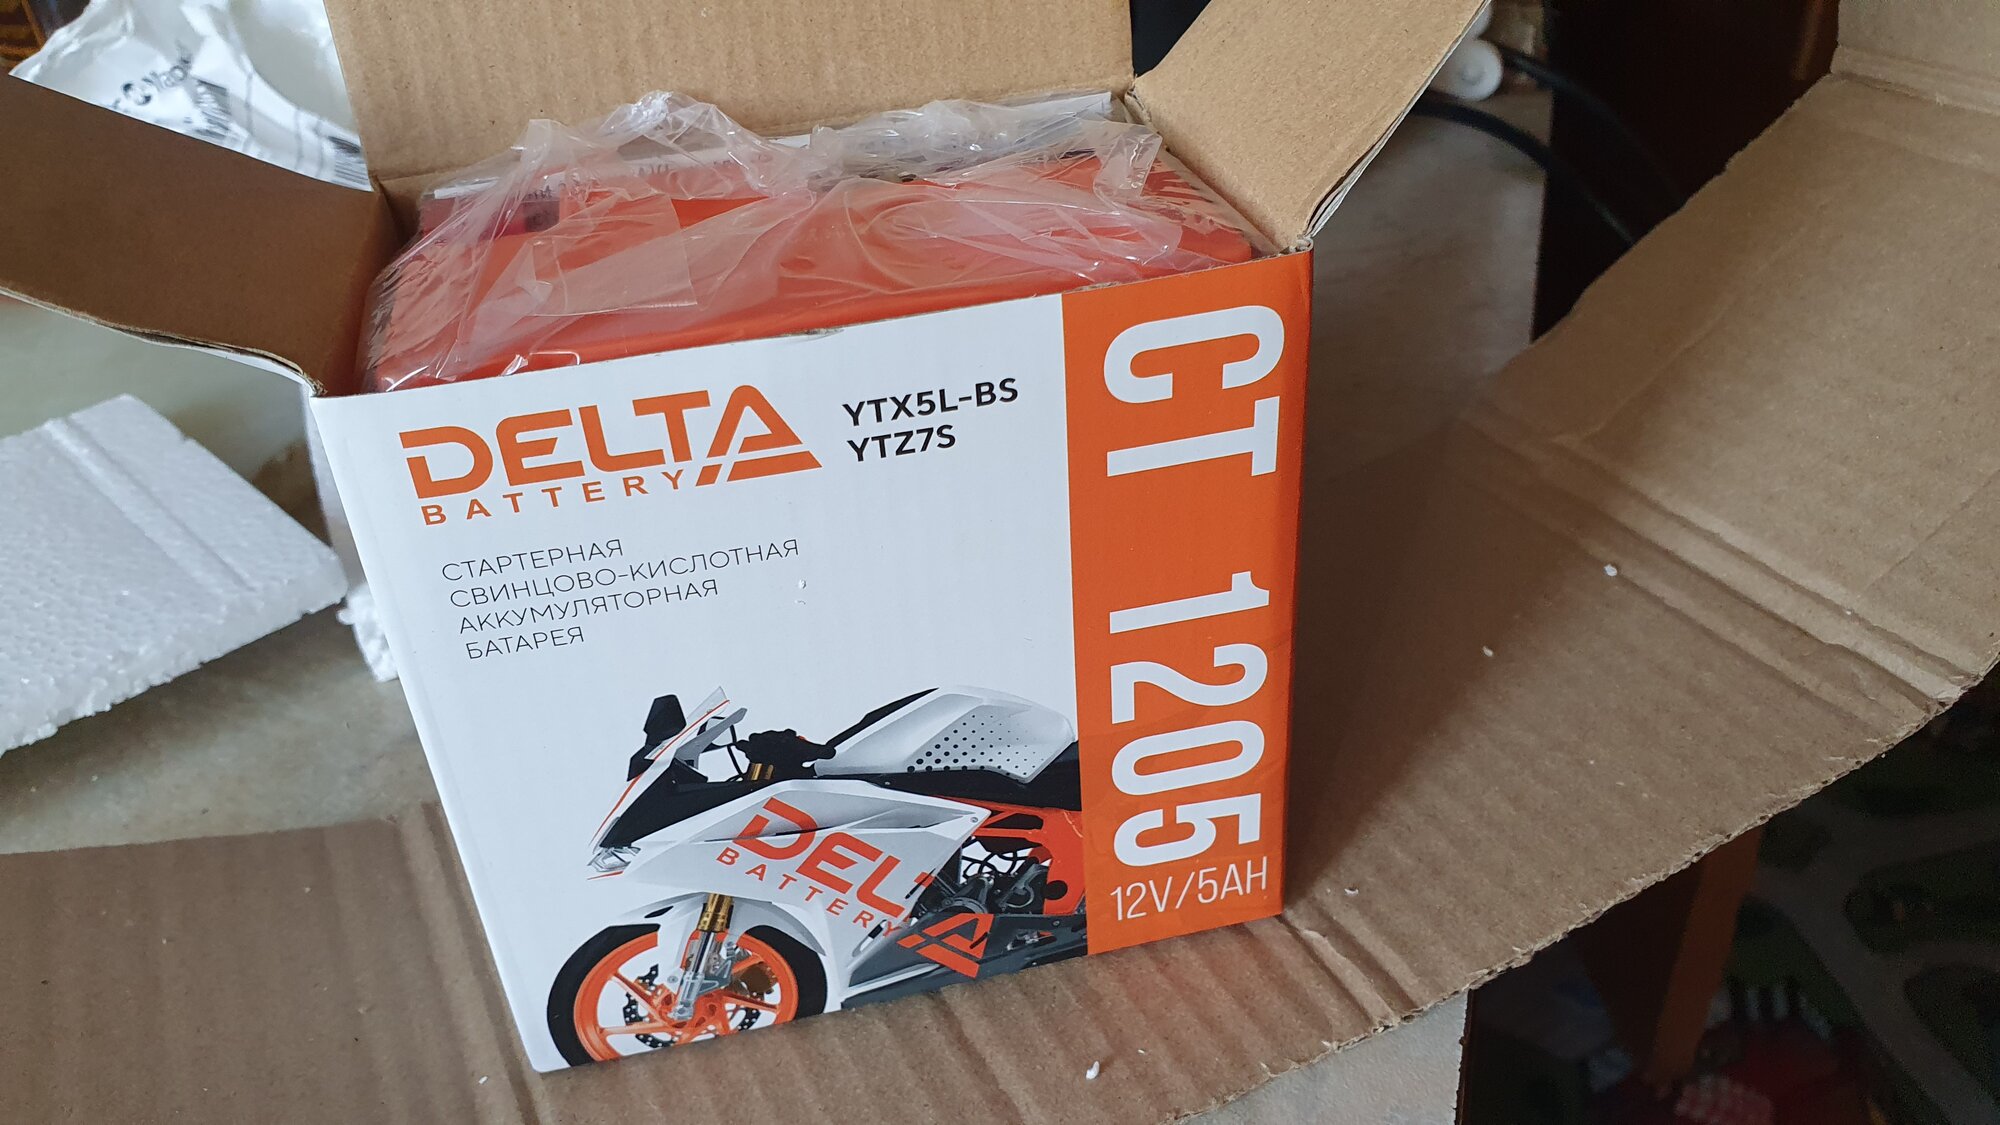 DELTA
BATTERY
YTX5L-BS
YTZ7S
СТАРТЕРНАЯ
СВИНЦОВО-КИСЛОТНАЯ
АККУМУЛЯТОРНАЯ
БАТАРЕЯ
CT 1205
12V/5AH
DELTA
BATTERY